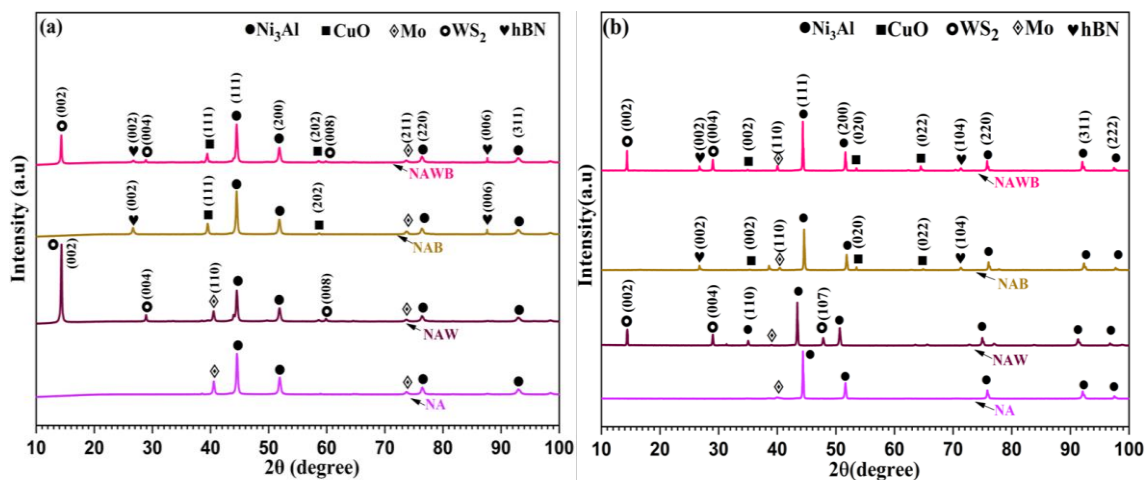 (a)
Ni₃Al CuO Mo WS₂ hBN
(002)
(002)
(004)
(111)
(111)
(200)
(202)
(008)
(211)
(220)
(006)
(311)
NAWB
(002)
(111)
(202)
(006)
NAB
(002)
(004)
(110)
(008)
NAW
NA
10 20 30 40 50 60 70 80 90 100
2θ (degree)
Intensity (a.u)
(b)
Ni₃Al CuO Mo WS₂ hBN
(002)
(002)
(004)
(002)
(110)
(111)
(200)
(020)
(022)
(104)
(220)
(311)
(222)
NAWB
(002)
(002)
(110)
(020)
(022)
(104)
NAB
(002)
(004)
(110)
(107)
NAW
NA
10 20 30 40 50 60 70 80 90 100
2θ(degree)
Intensity(a.u)